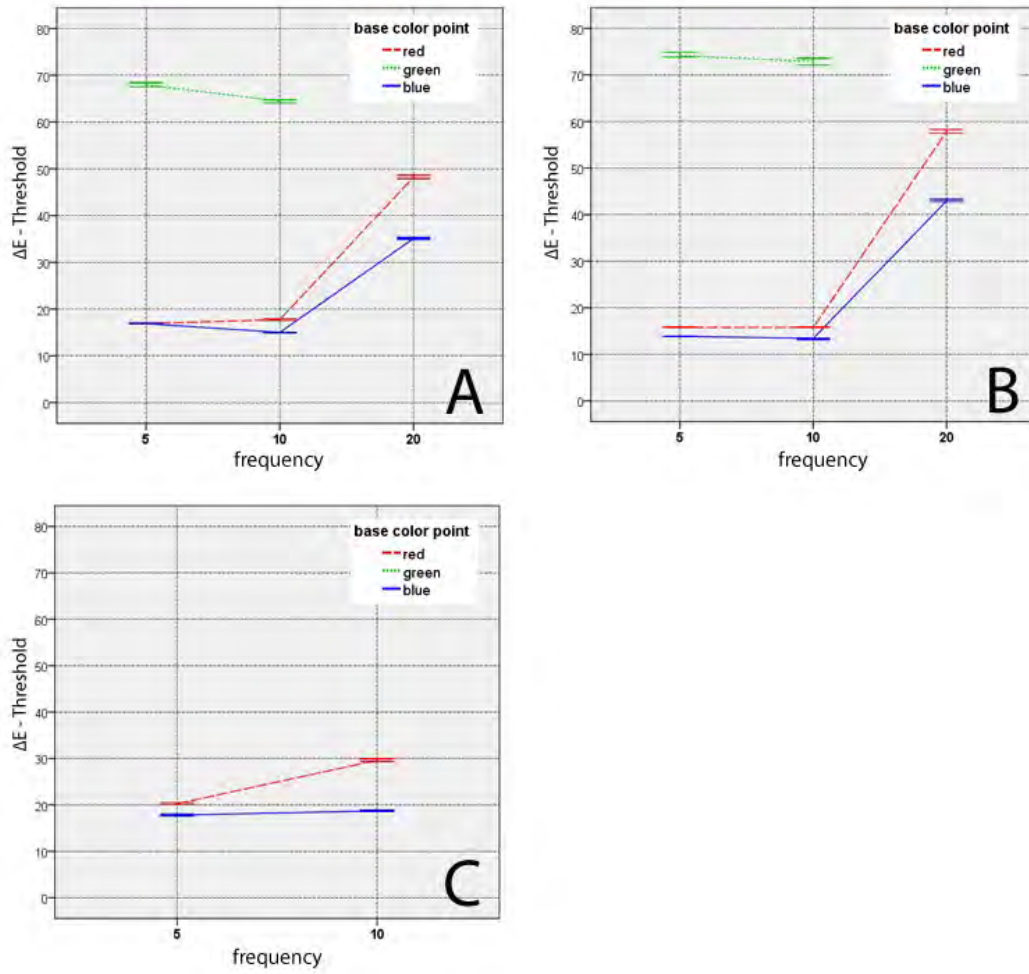 base color point
red
green
blue
80
70
60
50
40
30
20
10
0
ΔE - Threshold
5 10 20
frequency
A
base color point
red
green
blue
80
70
60
50
40
30
20
10
0
ΔE - Threshold
5 10 20
frequency
B
base color point
red
green
blue
80
70
60
50
40
30
20
10
0
ΔE - Threshold
5 10
frequency
C